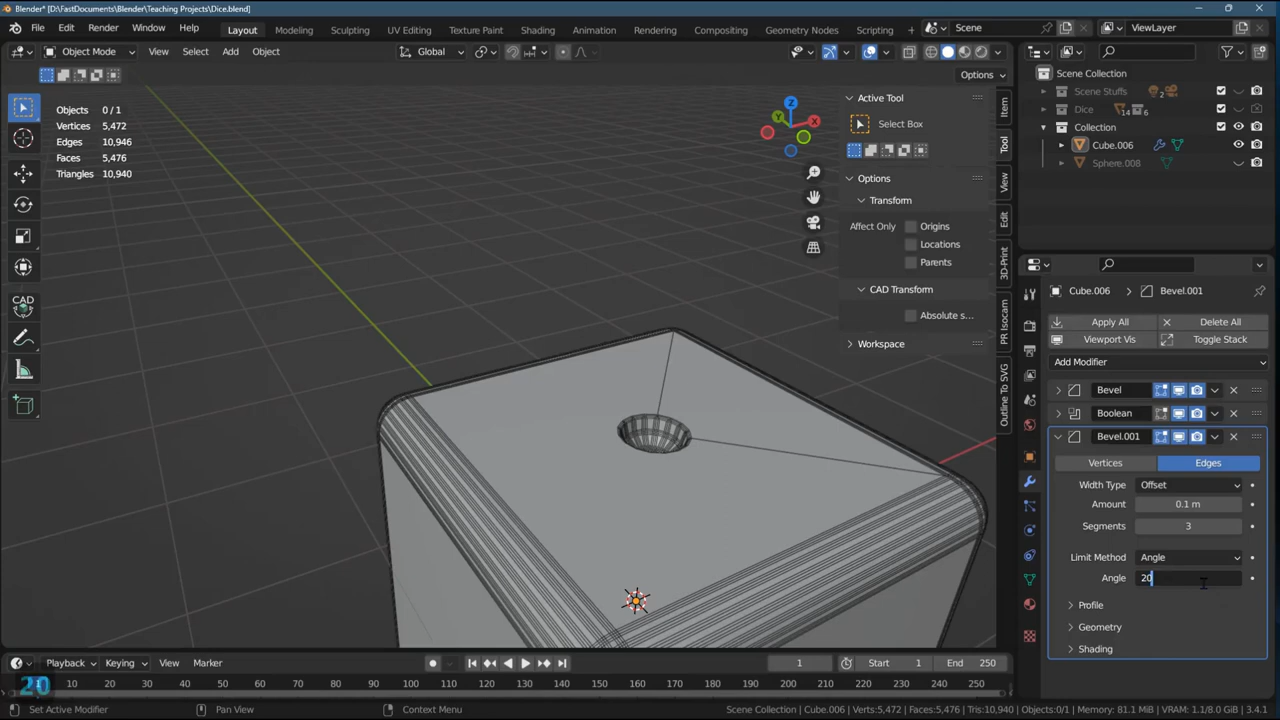 Blender* [D:\FastDocuments\Blender\Teaching Projects\Dice.blend]
File Edit Render Window Help Layout Modeling Sculpting UV Editing Texture Paint Shading Animation Rendering Compositing Geometry Nodes Scripting + Scene ViewLayer
Object Mode View Select Add Object Global
Options
Objects 0 / 1
Vertices 5,472
Edges 10,946
Faces 5,476
Triangles 10,940
Z
Y
X
CAD
Active Tool
Select Box
Options
Transform
Affect Only Origins
Locations
Parents
CAD Transform
Absolute s...
Workspace
Item
Tool
View
Edit
3D-Print
PR Isocam
Outline To SVG
Scene Collection
Scene Stuffs 2
Dice 14 6
Collection
Cube.006
Sphere.008
Cube.006 > Bevel.001
Apply All Delete All
Viewport Vis Toggle Stack
Add Modifier
Bevel
Boolean
Bevel.001
Vertices Edges
Width Type Offset
Amount 0.1 m
Segments 3
Limit Method Angle
Angle 20
Profile
Geometry
Shading
Playback Keying View Marker 1 Start 1 End 250
20 1 10 20 30 40 50 60 70 80 90 100 110 120 130 140 150 160 170 180 190 200 210 220 230 240 250
Set Active Modifier Pan View Context Menu Scene Collection | Verts:5,472 | Faces:5,476 | Tris:10,940 | Objects:0/1 | Memory: 81.1 MiB | VRAM: 1.1/8.0 GiB | 3.4.1